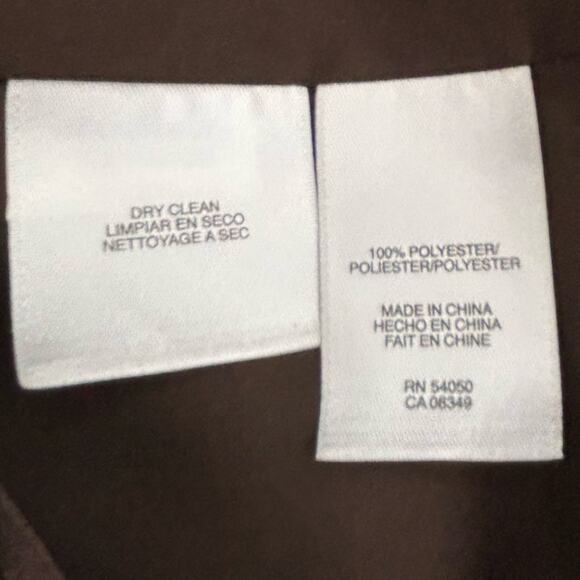 DRY CLEAN
LIMPIAR EN SECO
NETTOYAGE A SEC
100% POLYESTER/
POLIESTER/POLYESTER
MADE IN CHINA
HECHO EN CHINA
FAIT EN CHINE
RN 54050
CA 08349